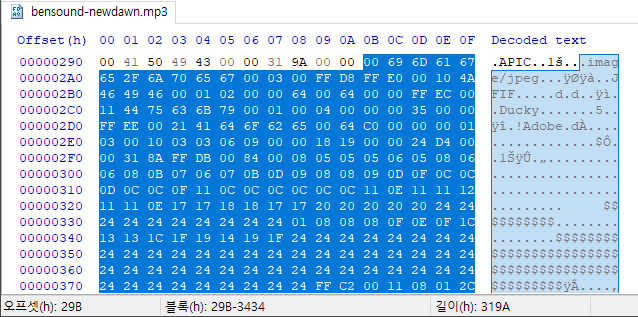 bensound-newdawn.mp3
Offset(h) 00 01 02 03 04 05 06 07 08 09 0A 0B 0C 0D 0E 0F Decoded text
00000290 00 41 50 49 43 00 00 31 9A 00 00 00 69 6D 61 67 .APIC..1š...imag
000002A0 65 2F 6A 70 65 67 00 03 00 FF D8 FF E0 00 10 4A e/jpeg...ÿØÿà..J
000002B0 46 49 46 00 01 02 00 00 64 00 64 00 00 FF EC 00 FIF.....d.d..ÿì.
000002C0 11 44 75 63 6B 79 00 01 00 04 00 00 00 35 00 00 .Ducky.......5..
000002D0 FF EE 00 21 41 64 6F 62 65 00 64 C0 00 00 00 01 ÿî.!Adobe.dÀ....
000002E0 03 00 10 03 03 06 09 00 00 18 19 00 00 24 D4 00 .............$Ô.
000002F0 00 31 8A FF DB 00 84 00 08 05 05 05 06 05 08 06 .1ŠÿÛ.„.........
00000300 06 08 0B 07 06 07 0B 0D 09 08 08 09 0D 0F 0C 0C ................
00000310 0D 0C 0C 0F 11 0C 0C 0C 0C 0C 0C 11 0E 11 11 12 ................
00000320 11 11 0E 17 17 18 18 17 17 20 20 20 20 20 24 24 .........     $$
00000330 24 24 24 24 24 24 24 24 01 08 08 08 0F 0E 0F 1C $$$$$$$$........
00000340 13 13 1C 1F 19 14 19 1F 24 24 24 24 24 24 24 24 ........$$$$$$$$
00000350 24 24 24 24 24 24 24 24 24 24 24 24 24 24 24 24 $$$$$$$$$$$$$$$$
00000360 24 24 24 24 24 24 24 24 24 24 24 24 24 24 24 24 $$$$$$$$$$$$$$$$
00000370 24 24 24 24 24 24 24 24 24 FF C2 00 11 08 01 2C $$$$$$$$$ÿÂ....,
오프셋(h): 29B 블록(h): 29B-3434 길이(h): 319A